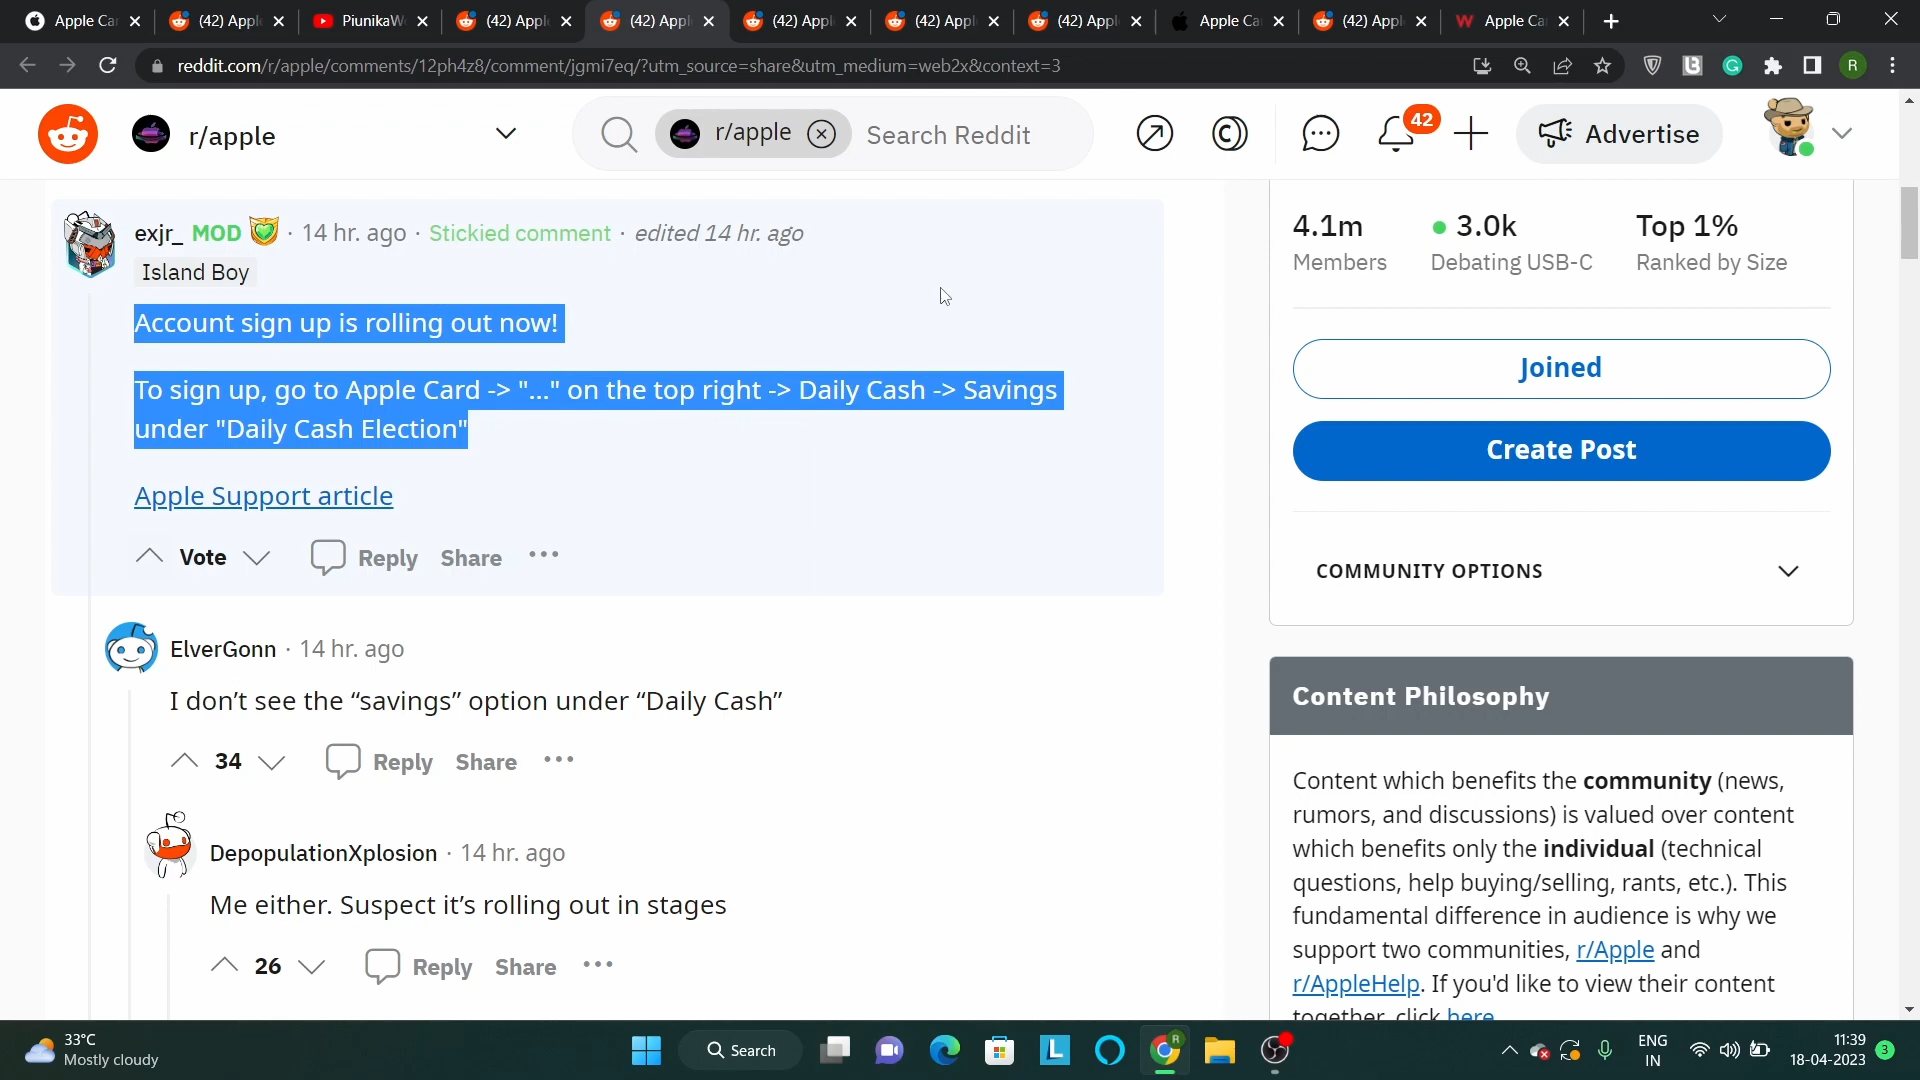 Apple Ca
(42) Appl
PiunikaW
(42) Appl
(42) Appl
(42) Appl
(42) Appl
(42) Appl
Apple Ca
(42) Appl
Apple Ca
reddit.com/r/apple/comments/12ph4z8/comment/jgmi7eq/?utm_source=share&utm_medium=web2x&context=3
R
r/apple
r/apple
Search Reddit
42
Advertise
exjr_ MOD · 14 hr. ago · Stickied comment · edited 14 hr. ago
Island Boy
Account sign up is rolling out now!
To sign up, go to Apple Card -> "..." on the top right -> Daily Cash -> Savings
under "Daily Cash Election"
Apple Support article
Vote
Reply Share ···
ElverGonn · 14 hr. ago
I don’t see the “savings” option under “Daily Cash”
34
Reply Share ···
DepopulationXplosion · 14 hr. ago
Me either. Suspect it’s rolling out in stages
26
Reply Share ···
4.1m
Members
3.0k
Debating USB-C
Top 1%
Ranked by Size
Joined
Create Post
COMMUNITY OPTIONS
Content Philosophy
Content which benefits the community (news,
rumors, and discussions) is valued over content
which benefits only the individual (technical
questions, help buying/selling, rants, etc.). This
fundamental difference in audience is why we
support two communities, r/Apple and
r/AppleHelp. If you'd like to view their content
together, click here
33°C
Mostly cloudy
Search
L
R
ENG
IN
11:39
18-04-2023
3